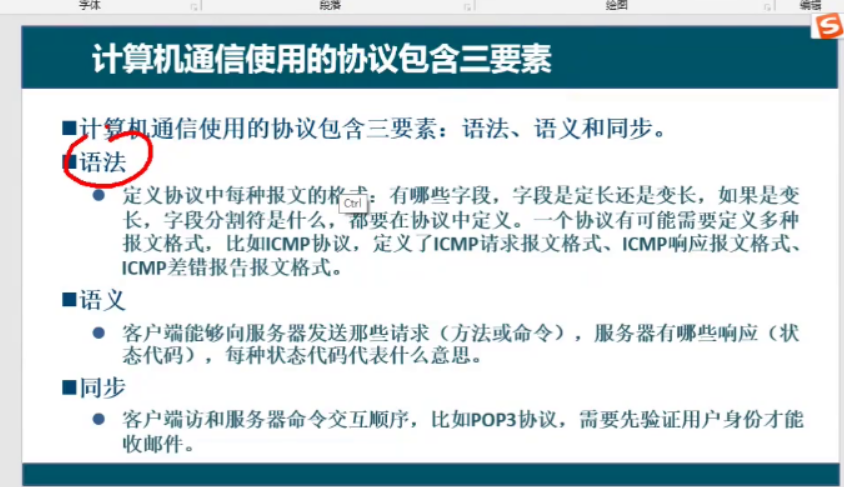 字体 段落 绘图 编辑
计算机通信使用的协议包含三要素
■计算机通信使用的协议包含三要素：语法、语义和同步。
■语法
● 定义协议中每种报文的格式：有哪些字段，字段是定长还是变长，如果是变
长，字段分割符是什么，都要在协议中定义。一个协议有可能需要定义多种
报文格式，比如ICMP协议，定义了ICMP请求报文格式、ICMP响应报文格式、
ICMP差错报告报文格式。
Ctrl
■语义
● 客户端能够向服务器发送那些请求（方法或命令），服务器有哪些响应（状
态代码），每种状态代码代表什么意思。
■同步
● 客户端访和服务器命令交互顺序，比如POP3协议，需要先验证用户身份才能
收邮件。